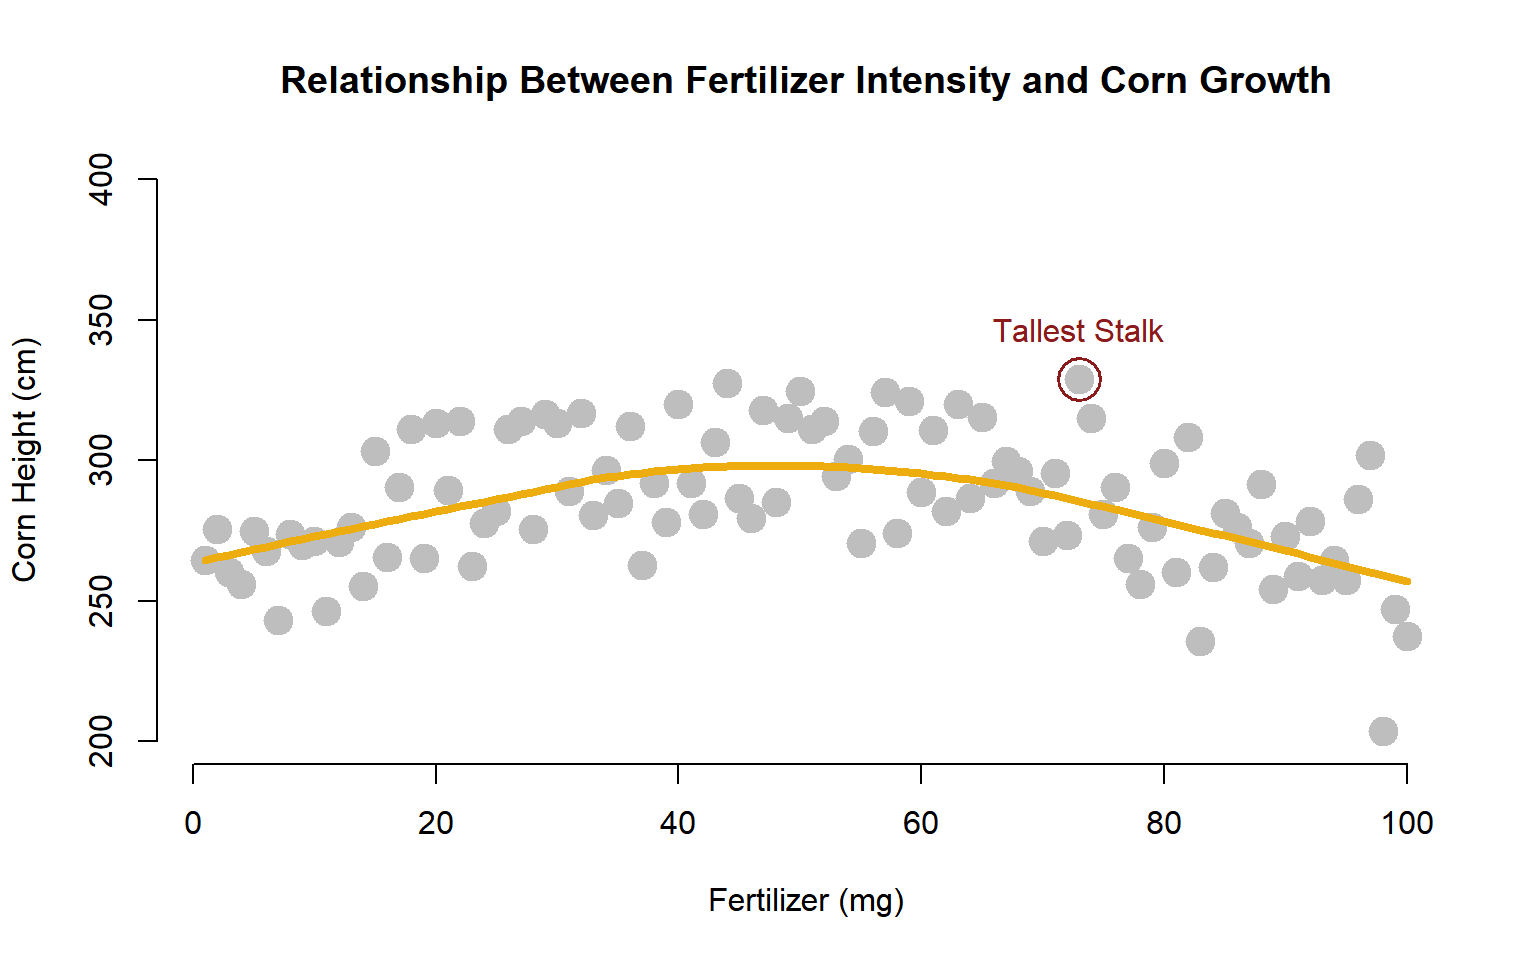 Relationship Between Fertilizer Intensity and Corn Growth
400
350
300
250
200
Corn Height (cm)
Tallest Stalk
0 20 40 60 80 100
Fertilizer (mg)